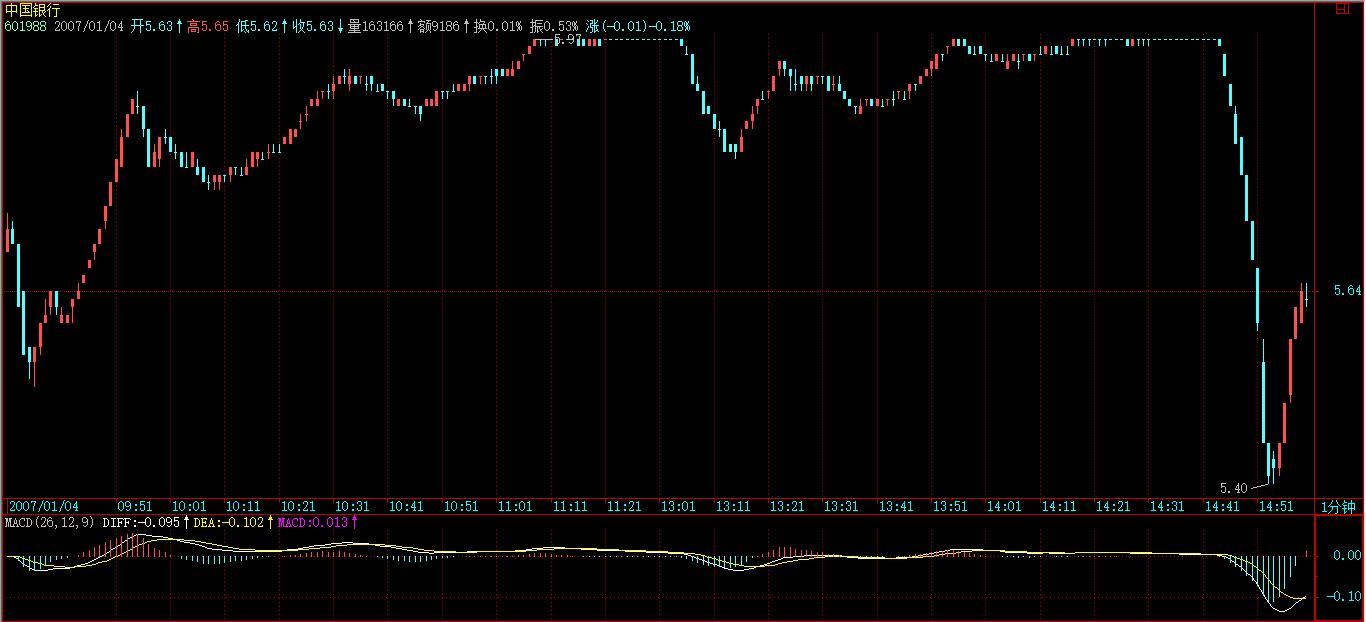 中国银行
601988 2007/01/04 开5.63↑高5.65 低5.62↑收5.63↓量163166↑额9186↑换0.01% 振0.53% 涨(-0.01)-0.18%
5.97
5.64
5.40
2007/01/04 09:51 10:01 10:11 10:21 10:31 10:41 10:51 11:01 11:11 11:21 13:01 13:11 13:21 13:31 13:41 13:51 14:01 14:11 14:21 14:31 14:41 14:51 1分钟
MACD(26,12,9) DIFF:-0.095↑DEA:-0.102↑MACD:0.013↑
0.00
-0.10